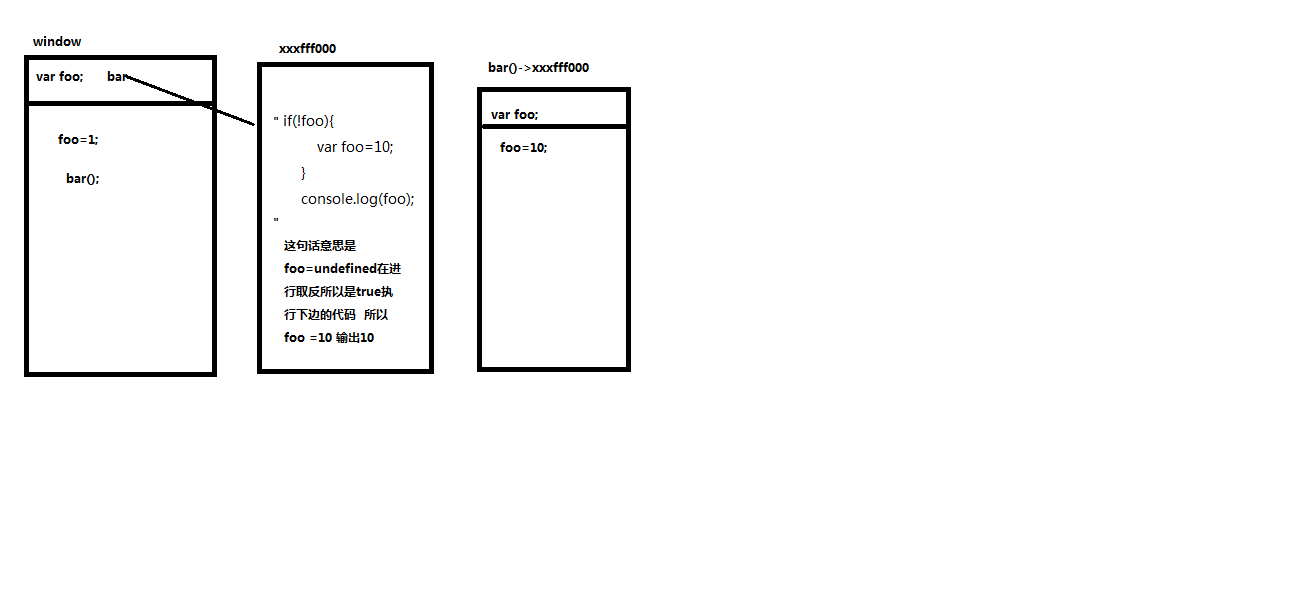 window
var foo; bar
foo=1;
bar();
xxxfff000
" if(!foo){
var foo=10;
}
console.log(foo);
"
这句话意思是
foo=undefined在进
行取反所以是true执
行下边的代码 所以
foo =10 输出10
bar()->xxxfff000
var foo;
foo=10;